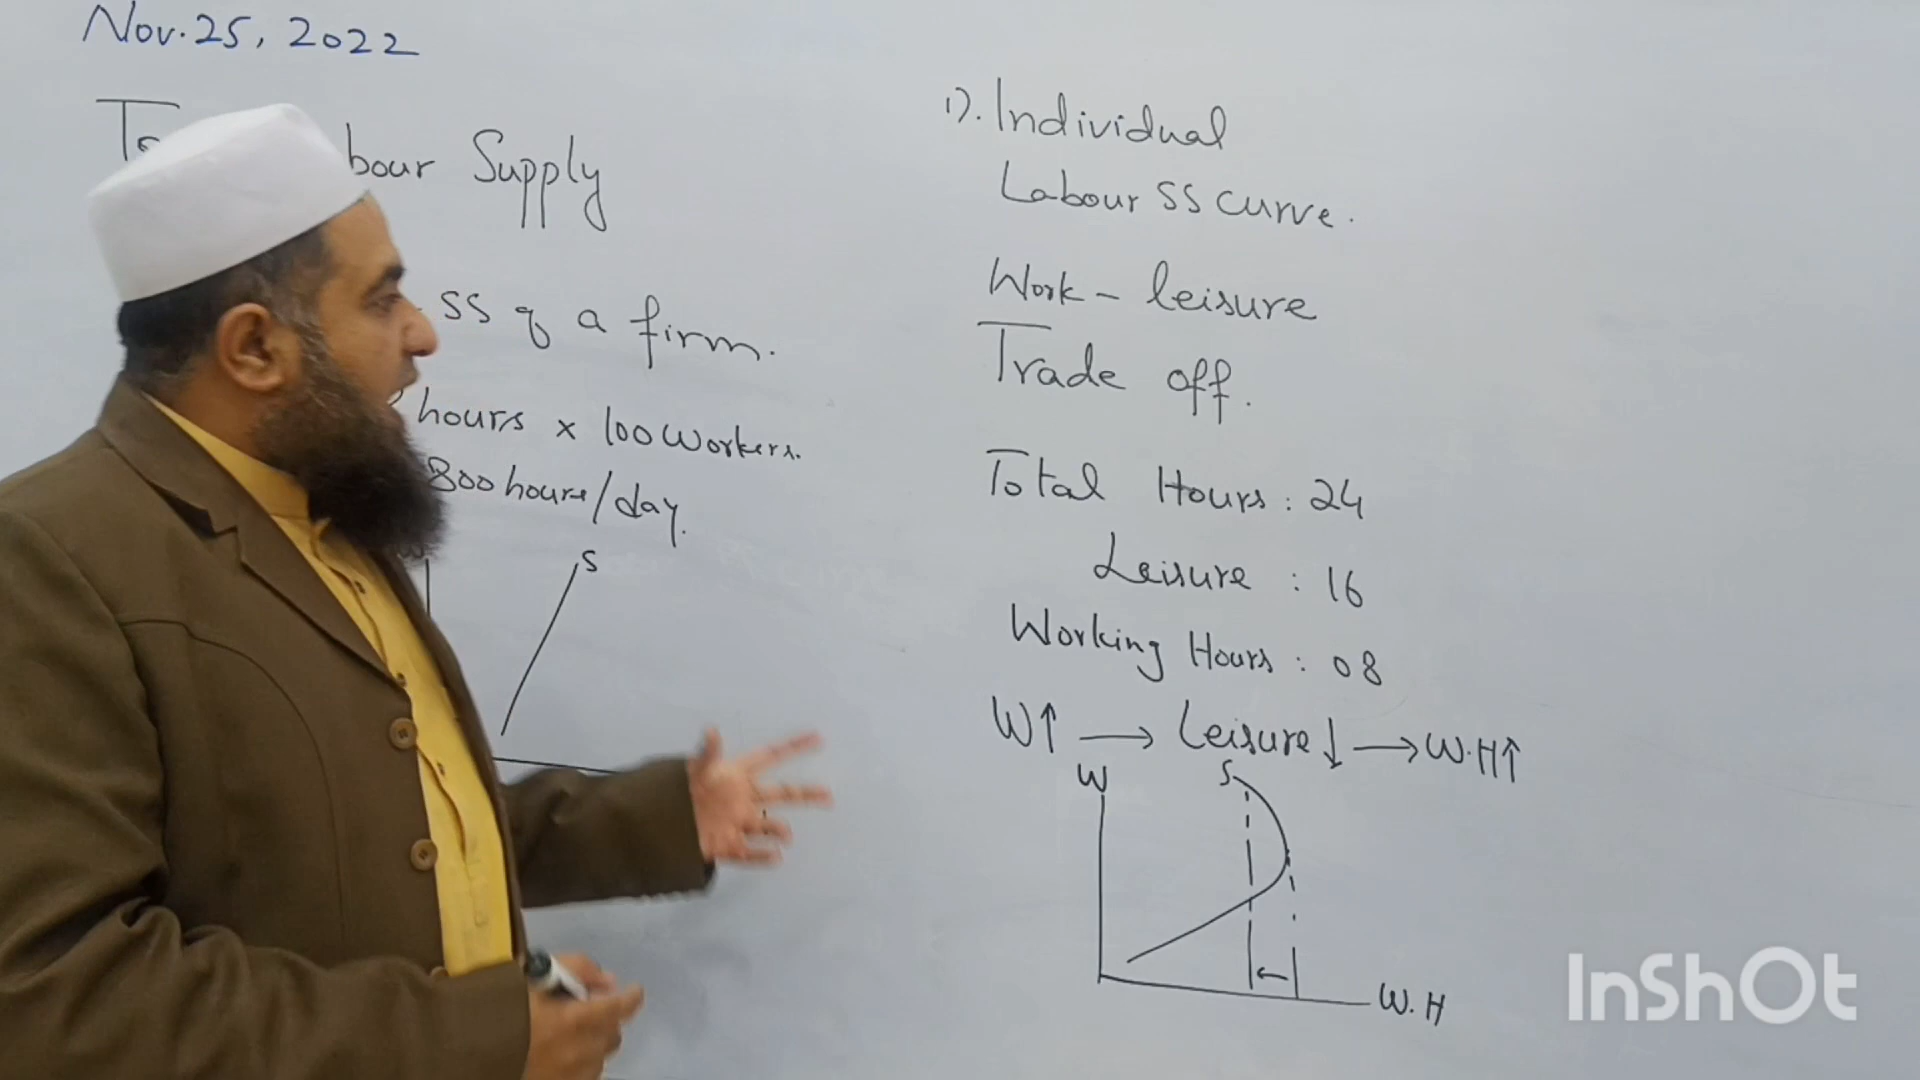 Nov. 25, 2022
Supply
SS of a firm.
hours x 100 workers.
800 hours/day.
S
1). Individual
Labour SS curve.
Work - leisure
Trade off.
Total Hours : 24
Leisure : 16
Working Hours : 08
W↑ → Leisure↓ → W.H↑
W
S
W.H
InShOt